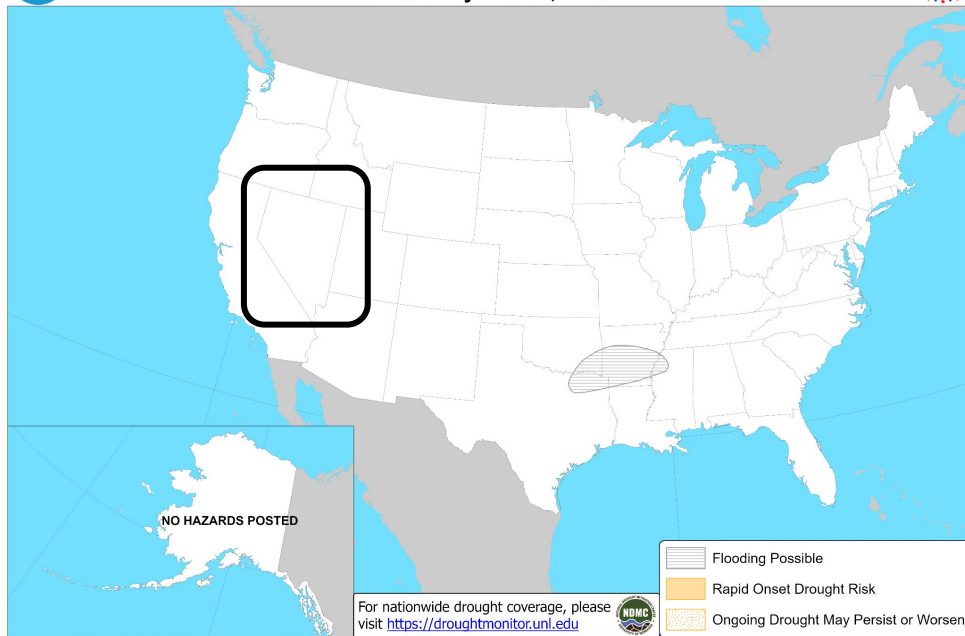 NO HAZARDS POSTED
For nationwide drought coverage, please
visit https://droughtmonitor.unl.edu
NDMC
Flooding Possible
Rapid Onset Drought Risk
Ongoing Drought May Persist or Worsen